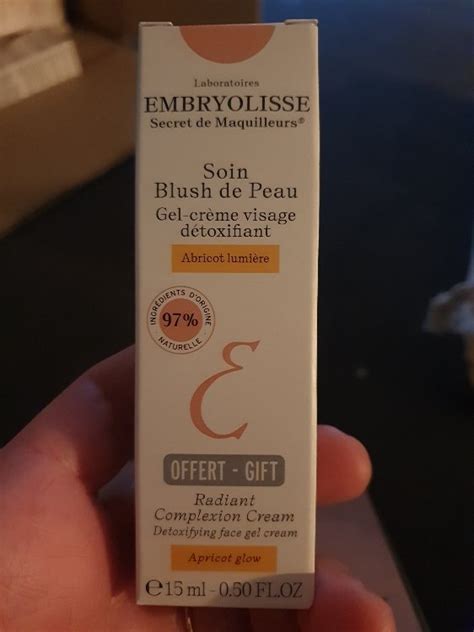 Laboratoires
EMBRYOLISSE
Secret de Maquilleurs®
Soin
Blush de Peau
Gel-crème visage
détoxifiant
Abricot lumière
INGRÉDIENTS D'ORIGINE
97%
NATURELLE
OFFERT - GIFT
Radiant
Complexion Cream
Detoxifying face gel cream
Apricot glow
℮15 ml - 0.50 FL.OZ